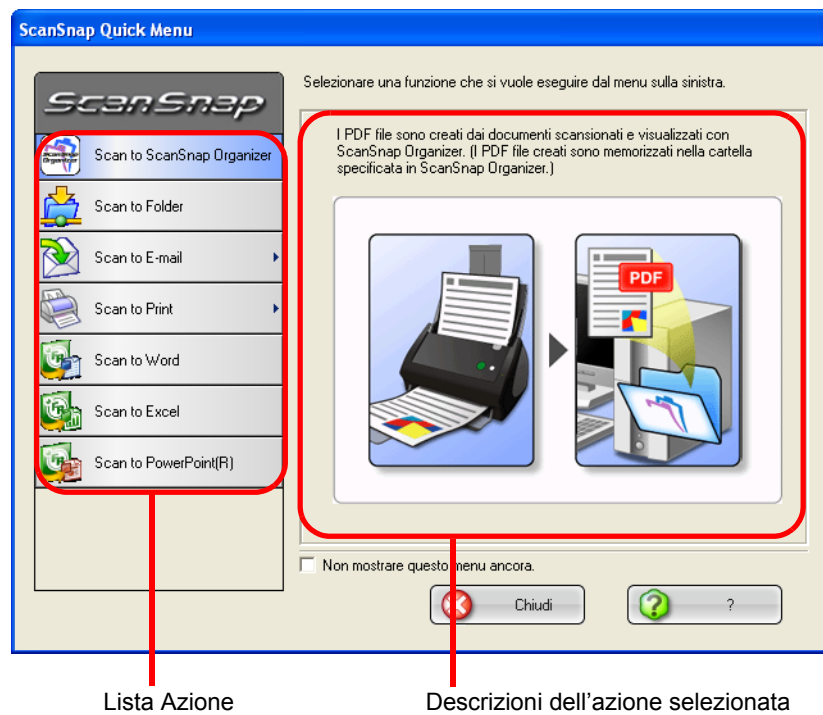 ScanSnap Quick Menu
ScanSnap
Scan to ScanSnap Organizer
Scan to Folder
Scan to E-mail
Scan to Print
Scan to Word
Scan to Excel
Scan to PowerPoint(R)
Selezionare una funzione che si vuole eseguire dal menu sulla sinistra.
I PDF file sono creati dai documenti scansionati e visualizzati con
ScanSnap Organizer. (I PDF file creati sono memorizzati nella cartella
specificata in ScanSnap Organizer.)
PDF
Non mostrare questo menu ancora.
Chiudi
?
Lista Azione
Descrizioni dell’azione selezionata